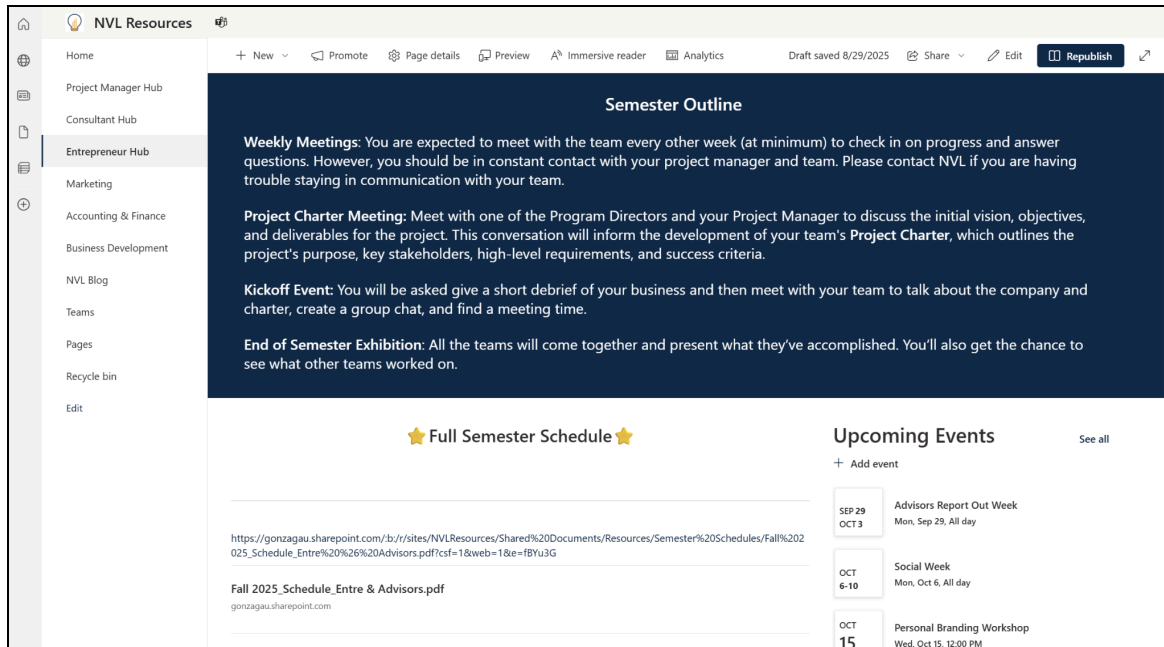 NVL Resources
Home
Project Manager Hub
Consultant Hub
Entrepreneur Hub
Marketing
Accounting & Finance
Business Development
NVL Blog
Teams
Pages
Recycle bin
Edit
New
Promote
Page details
Preview
Immersive reader
Analytics
Draft saved 8/29/2025
Share
Edit
Republish
Semester Outline
Weekly Meetings: You are expected to meet with the team every other week (at minimum) to check in on progress and answer
questions. However, you should be in constant contact with your project manager and team. Please contact NVL if you are having
trouble staying in communication with your team.
Project Charter Meeting: Meet with one of the Program Directors and your Project Manager to discuss the initial vision, objectives,
and deliverables for the project. This conversation will inform the development of your team's Project Charter, which outlines the
project's purpose, key stakeholders, high-level requirements, and success criteria.
Kickoff Event: You will be asked give a short debrief of your business and then meet with your team to talk about the company and
charter, create a group chat, and find a meeting time.
End of Semester Exhibition: All the teams will come together and present what they've accomplished. You'll also get the chance to
see what other teams worked on.
⭐ Full Semester Schedule ⭐
https://gonzagau.sharepoint.com/:b:/r/sites/NVLResources/Shared%20Documents/Resources/Semester%20Schedules/Fall%202
025_Schedule_Entre%20%26%20Advisors.pdf?csf=1&web=1&e=fBYu3G
Fall 2025_Schedule_Entre & Advisors.pdf
gonzagau.sharepoint.com
Upcoming Events
See all
Add event
SEP 29
OCT 3
Advisors Report Out Week
Mon, Sep 29, All day
OCT
6-10
Social Week
Mon, Oct 6, All day
OCT
15
Personal Branding Workshop
Wed, Oct 15, 12:00 PM